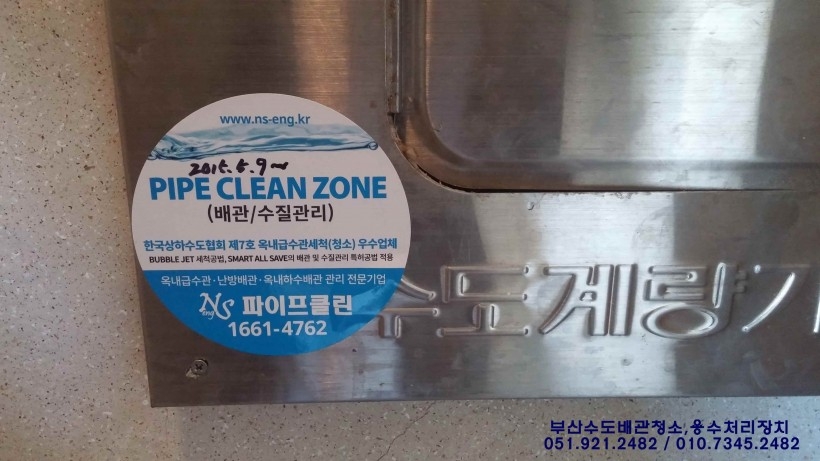 www.ns-eng.kr
2015.5.9~
PIPE CLEAN ZONE
(배관/수질관리)
한국상하수도협회 제7호 옥내급수관세척(청소) 우수업체
BUBBLE JET 세척공법, SMART ALL SAVE의 배관 및 수질관리 특허공법 적용
옥내급수관·난방배관·옥내하수배관 관리 전문기업
NS eng 파이프클린
1661-4762
수도계량기
부산수도배관청소,용수처리장치
051.921.2482 / 010.7345.2482